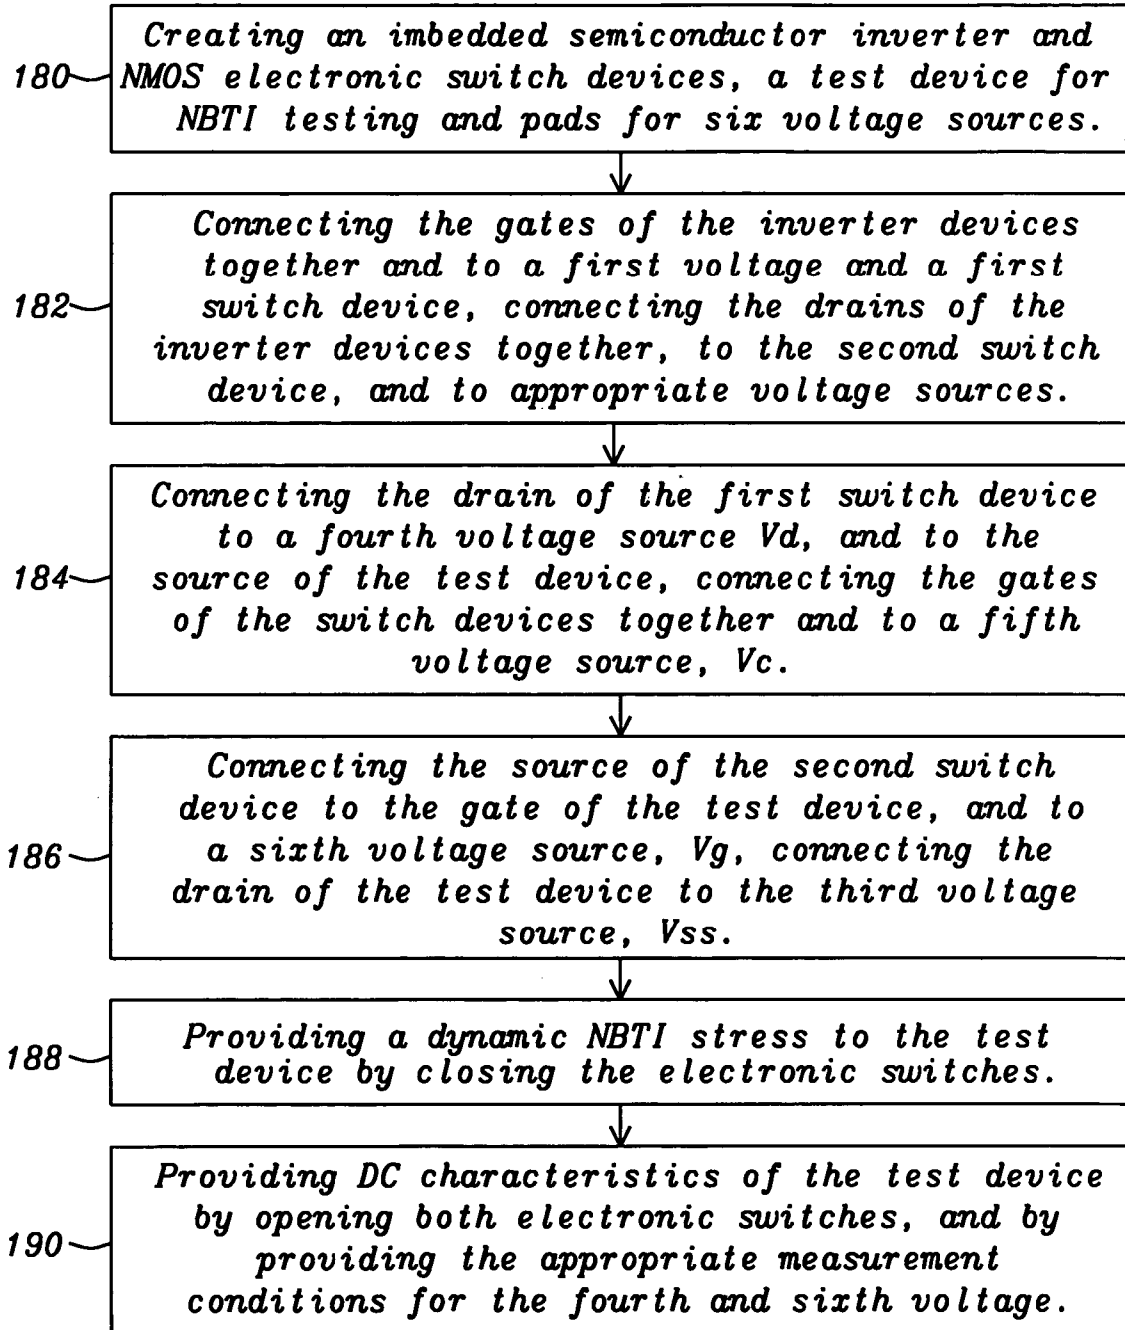 Creating an imbedded semiconductor inverter and
180
NMOS electronic switch devices, a test device for
NBTI testing and pads for six voltage sources.
Connecting the gates of the inverter devices
together and to a first voltage and a first
182
switch device, connecting the drains of the
inverter devices together, to the second switch
device, and to appropriate voltage sources.
Connecting the drain of the first switch device
to a fourth voltage source Vd, and to the
184
source of the test device, connecting the gates
of the switch devices together and to a fifth
voltage source, Vc.
Connecting the source of the second switch
device to the gate of the test device, and to
186
a sixth voltage source, Vg, connecting the
drain of the test device to the third voltage
source, Vss.
188
Providing a dynamic NBTI stress to the test
device by closing the electronic switches.
Providing DC characteristics of the test device
by opening both electronic switches, and by
190
providing the appropriate measurement
conditions for the fourth and sixth voltage.